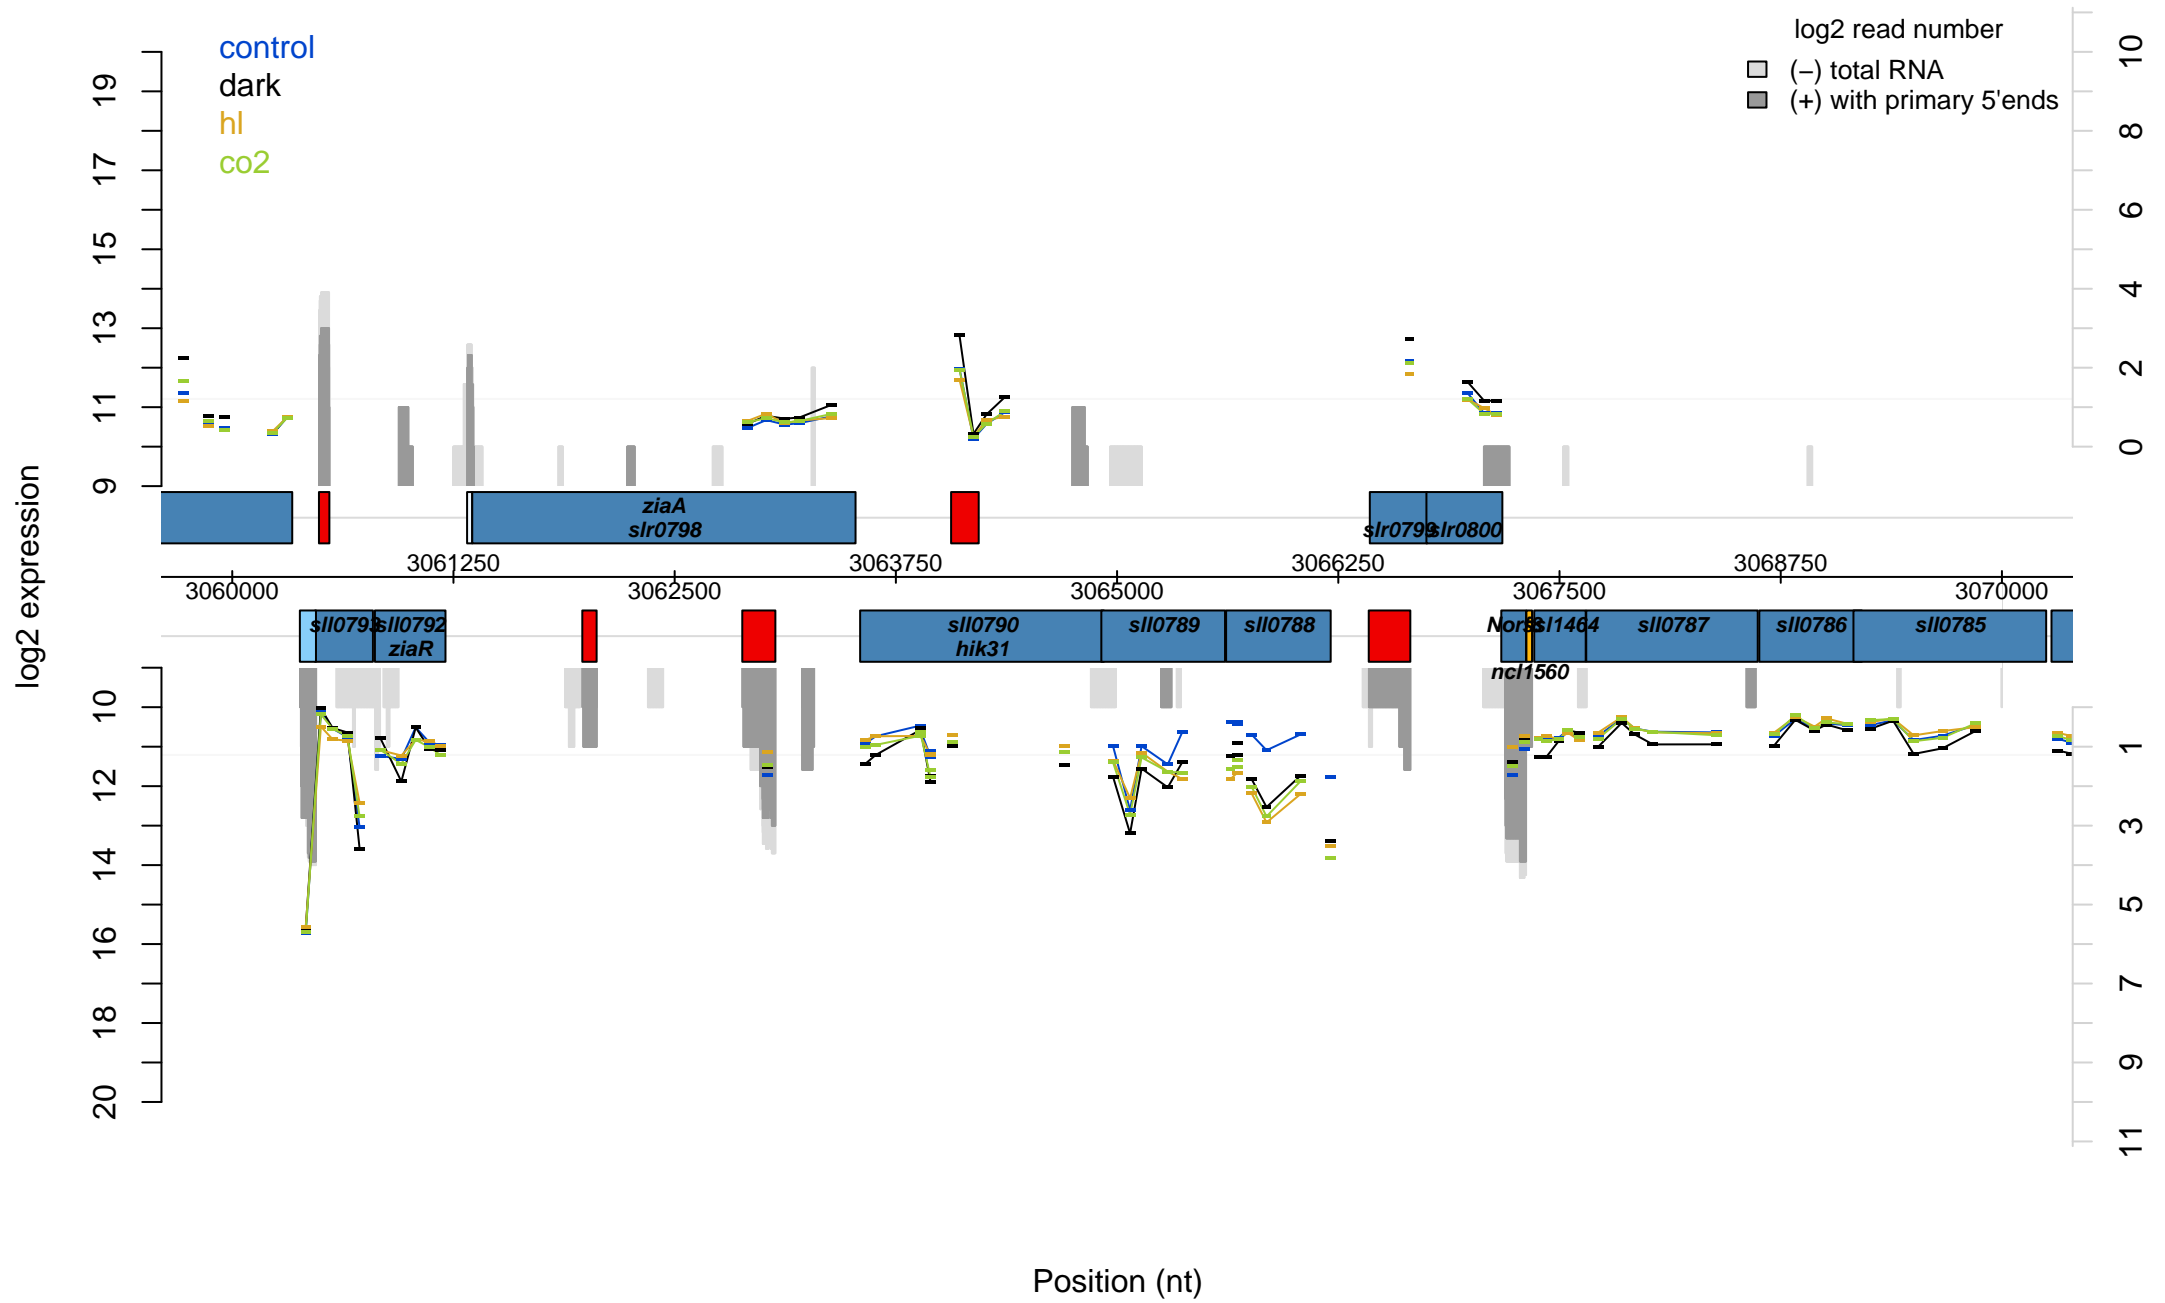 control
dark
hl
co2
log2 read number
(−) total RNA
(+) with primary 5'ends
19
17
15
13
11
9
10
8
6
4
2
0
log2 expression
ziaA
slr0798
slr0799
slr0800
3061250
3063750
3066250
3068750
3060000
3062500
3065000
3067500
3070000
sll0793
sll0792
ziaR
sll0790
hik31
sll0789
sll0788
ssl1464
sll0787
sll0786
sll0785
ncl1560
10
12
14
16
18
20
1
3
5
7
9
11
Position (nt)